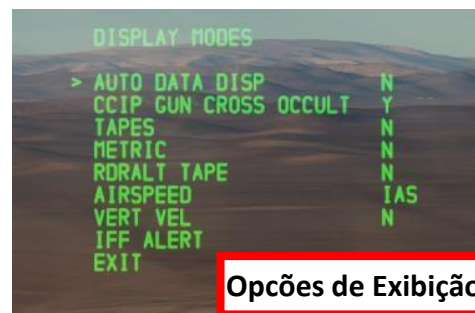 DISPLAY MODES
> AUTO DATA DISP N
CCIP GUN CROSS OCCULT Y
TAPES N
METRIC N
RDRALT TAPE N
AIRSPEED IAS
VERT VEL N
IFF ALERT
EXIT
Opcões de Exibição